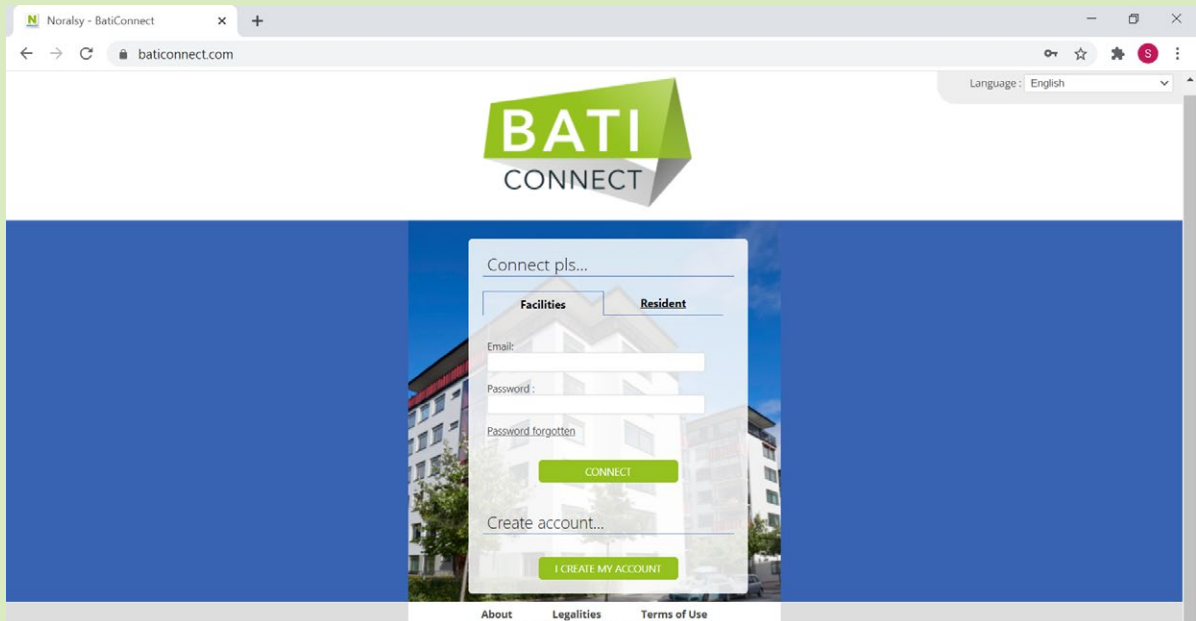 N Noralsy - BatiConnect
baticonnect.com
S
Language : English
BATI
CONNECT
Connect pls...
Facilities Resident
Email:
Password :
Password forgotten
CONNECT
Create account...
I CREATE MY ACCOUNT
About Legalities Terms of Use